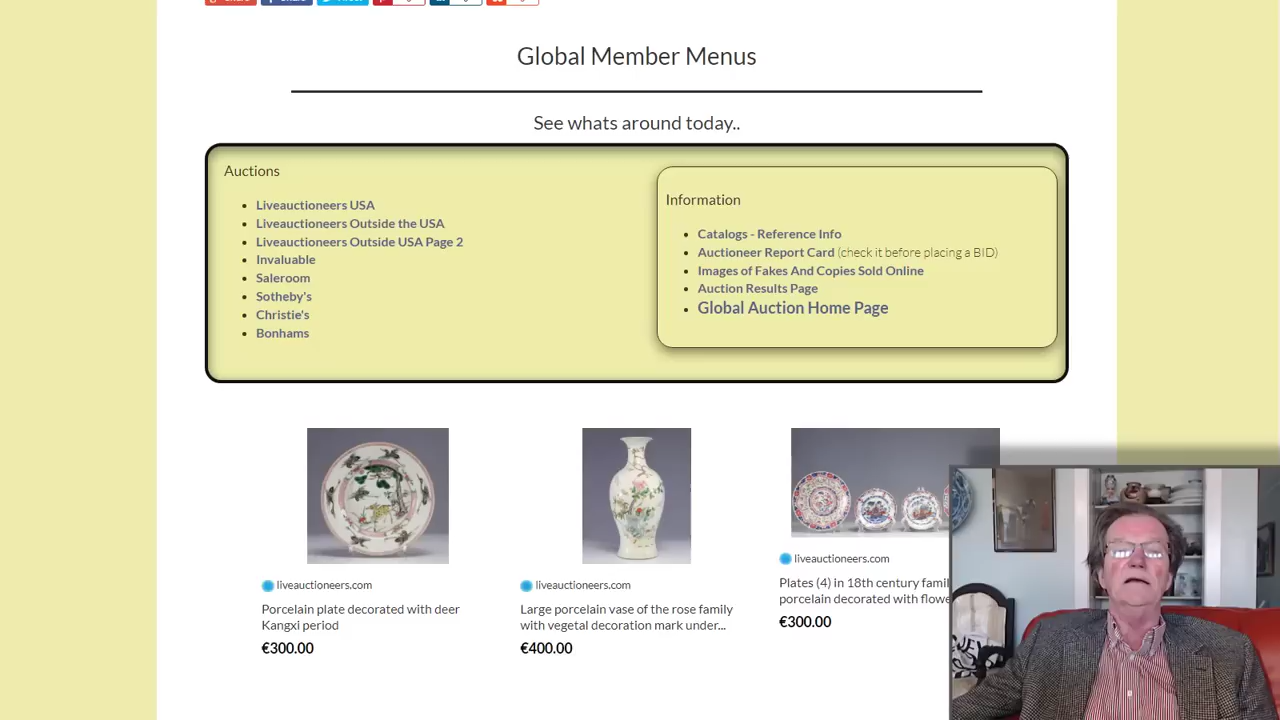 Share
Share
Tweet
Global Member Menus
See whats around today..
Auctions
Liveauctioneers USA
Liveauctioneers Outside the USA
Liveauctioneers Outside USA Page 2
Invaluable
Saleroom
Sotheby's
Christie's
Bonhams
Information
Catalogs - Reference Info
Auctioneer Report Card (check it before placing a BID)
Images of Fakes And Copies Sold Online
Auction Results Page
Global Auction Home Page
liveauctioneers.com
Porcelain plate decorated with deer
Kangxi period
€300.00
liveauctioneers.com
Large porcelain vase of the rose family
with vegetal decoration mark under...
€400.00
liveauctioneers.com
Plates (4) in 18th century
porcelain decorated with
€300.00